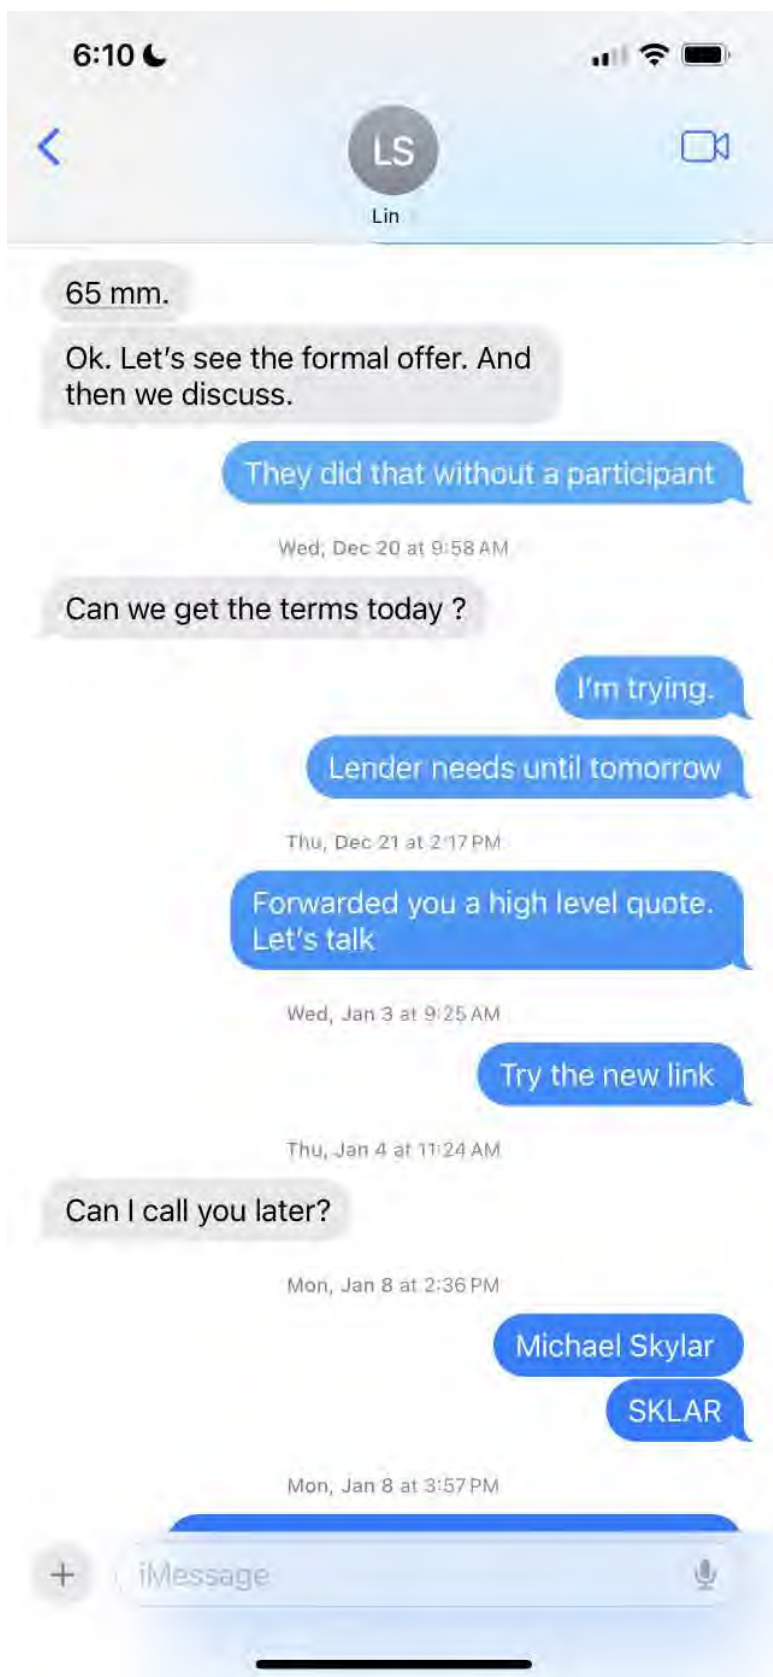 6:10
LS
Lin
65 mm.
Ok. Let's see the formal offer. And
then we discuss.
They did that without a participant
Wed, Dec 20 at 9:58 AM
Can we get the terms today ?
I'm trying.
Lender needs until tomorrow
Thu, Dec 21 at 2:17 PM
Forwarded you a high level quote.
Let's talk
Wed, Jan 3 at 9:25 AM
Try the new link
Thu, Jan 4 at 11:24 AM
Can I call you later?
Mon, Jan 8 at 2:36 PM
Michael Skylar
SKLAR
Mon, Jan 8 at 3:57 PM
iMessage